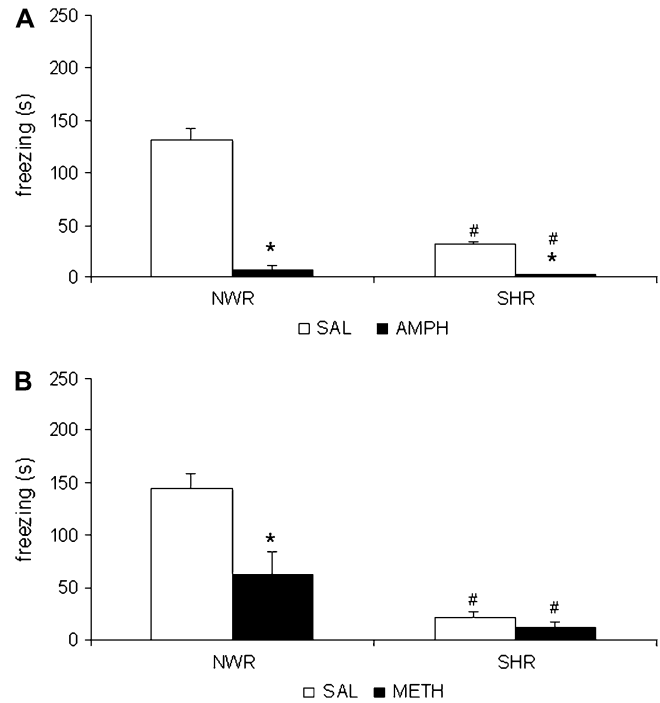 A
250
200
150
100
50
0
freezing (s)
*
#
#
*
NWR
SHR
SAL
AMPH
B
250
200
150
100
50
0
freezing (s)
*
#
#
NWR
SHR
SAL
METH